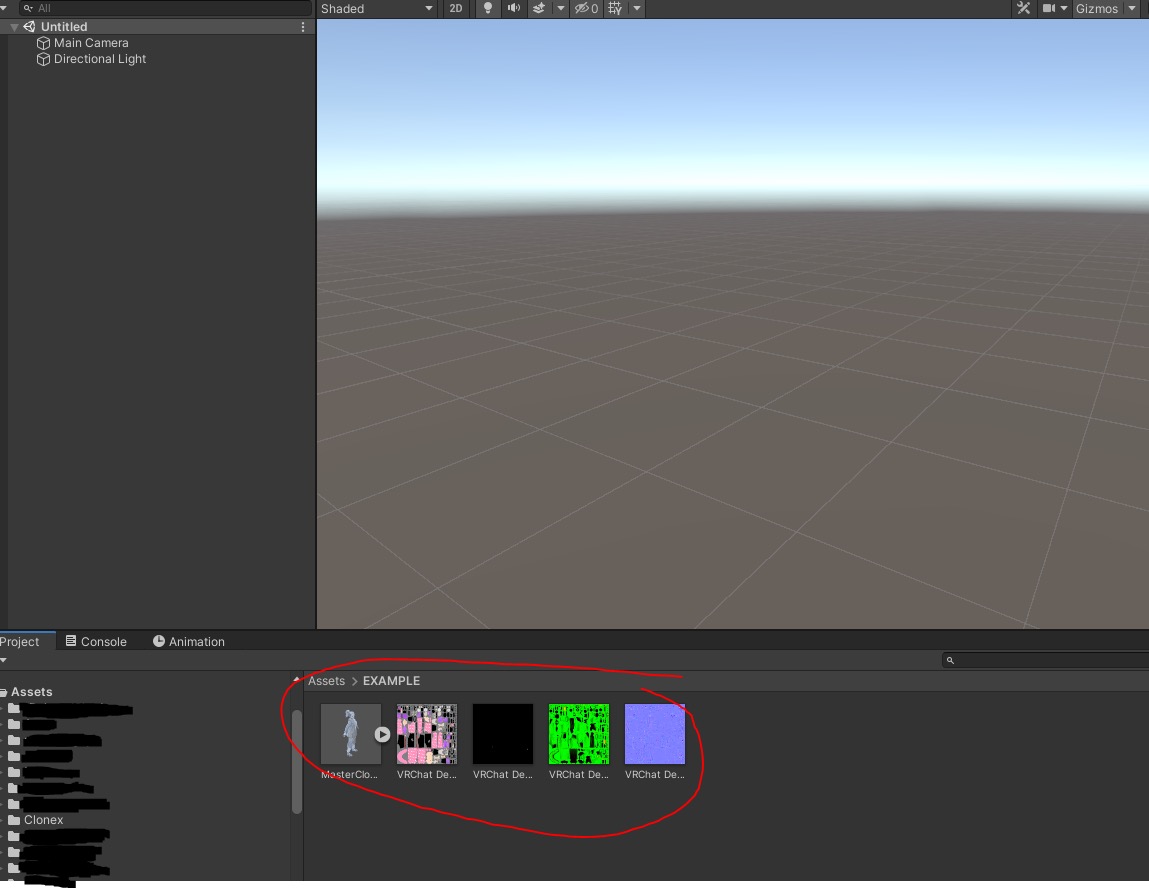 All
Shaded
2D
0
Gizmos
Untitled
Main Camera
Directional Light
Project
Console
Animation
Assets > EXAMPLE
Assets
MasterClo...
VRChat De...
VRChat De...
VRChat De...
VRChat De...
Clonex